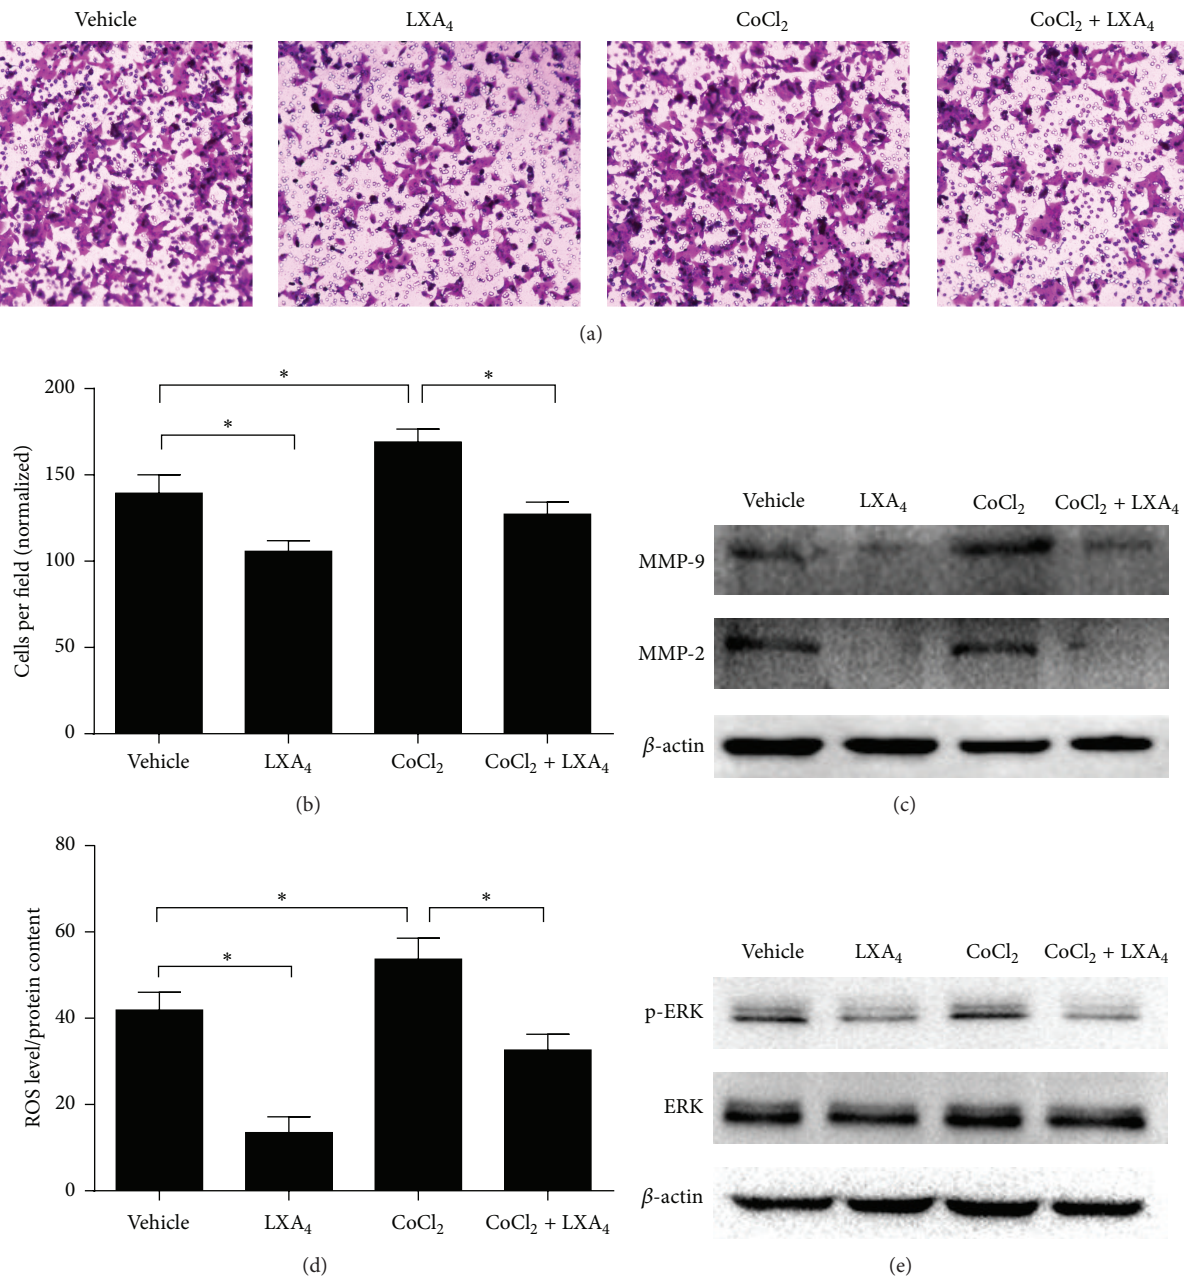 Vehicle LXA₄ CoCl₂ CoCl₂ + LXA₄
(a)
200
150
100
50
0
Cells per field (normalized)
* * *
Vehicle LXA₄ CoCl₂ CoCl₂ + LXA₄
(b)
Vehicle LXA₄ CoCl₂ CoCl₂ + LXA₄
MMP-9
MMP-2
β-actin
(c)
80
60
40
20
0
ROS level/protein content
* * *
Vehicle LXA₄ CoCl₂ CoCl₂ + LXA₄
(d)
Vehicle LXA₄ CoCl₂ CoCl₂ + LXA₄
p-ERK
ERK
β-actin
(e)